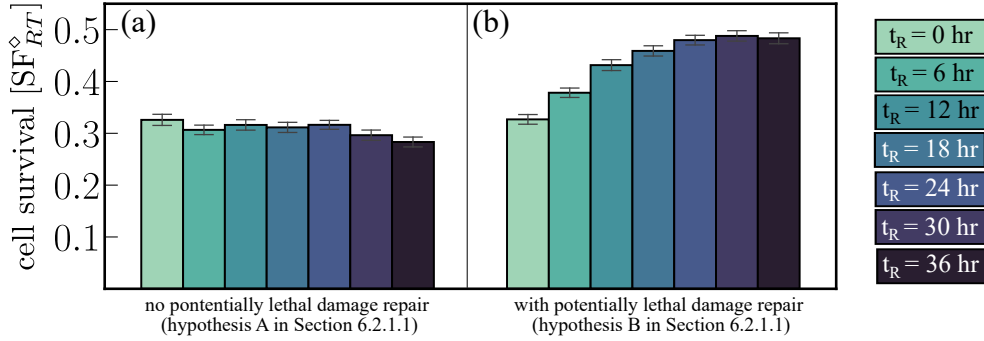 cell survival [SF◇RT]
0.5
0.4
0.3
0.2
0.1
(a)
(b)
no pontentially lethal damage repair
(hypothesis A in Section 6.2.1.1)
with potentially lethal damage repair
(hypothesis B in Section 6.2.1.1)
tR = 0 hr
tR = 6 hr
tR = 12 hr
tR = 18 hr
tR = 24 hr
tR = 30 hr
tR = 36 hr